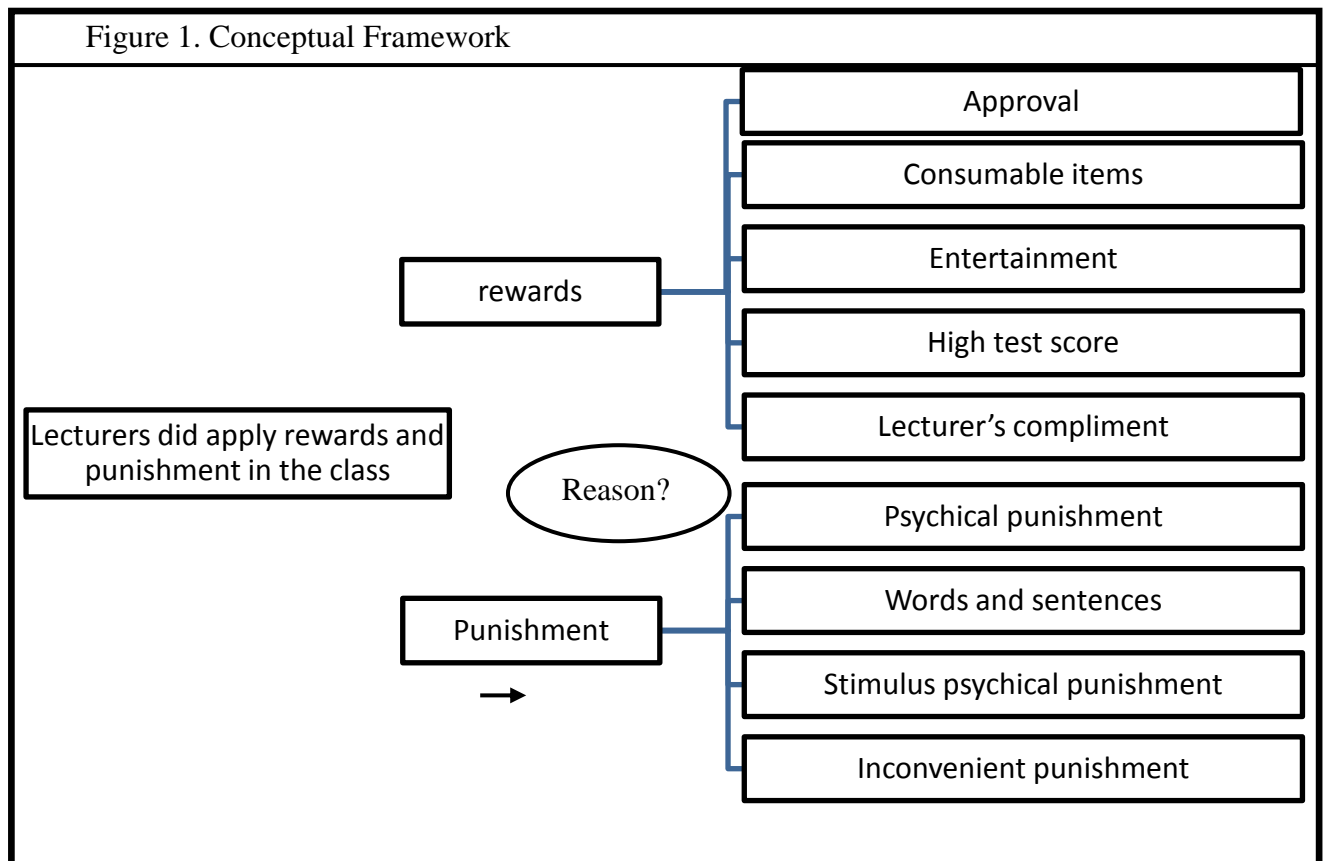 Figure 1. Conceptual Framework
Approval
Consumable items
Entertainment
rewards
High test score
Lecturer’s compliment
Lecturers did apply rewards and
punishment in the class
Reason?
Psychical punishment
Words and sentences
Punishment
Stimulus psychical punishment
Inconvenient punishment